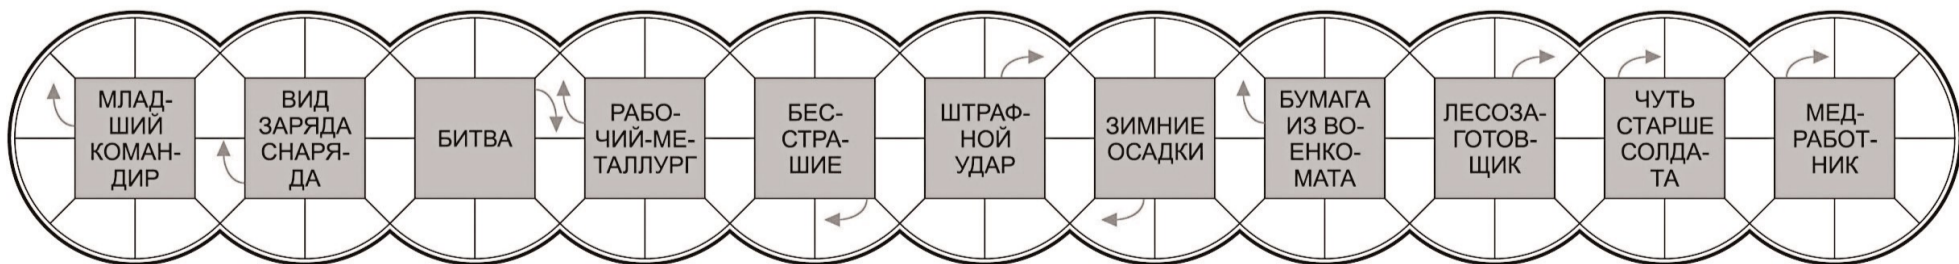 МЛАД-
ШИЙ
КОМАН-
ДИР
ВИД
ЗАРЯДА
СНАРЯ-
ДА
БИТВА
РАБО-
ЧИЙ-МЕ-
ТАЛЛУРГ
БЕС-
СТРА-
ШИЕ
ШТРАФ-
НОЙ
УДАР
ЗИМНИЕ
ОСАДКИ
БУМАГА
ИЗ ВО-
ЕНКО-
МАТА
ЛЕСОЗА-
ГОТОВ-
ЩИК
ЧУТЬ
СТАРШЕ
СОЛДА-
ТА
МЕД-
РАБОТ-
НИК